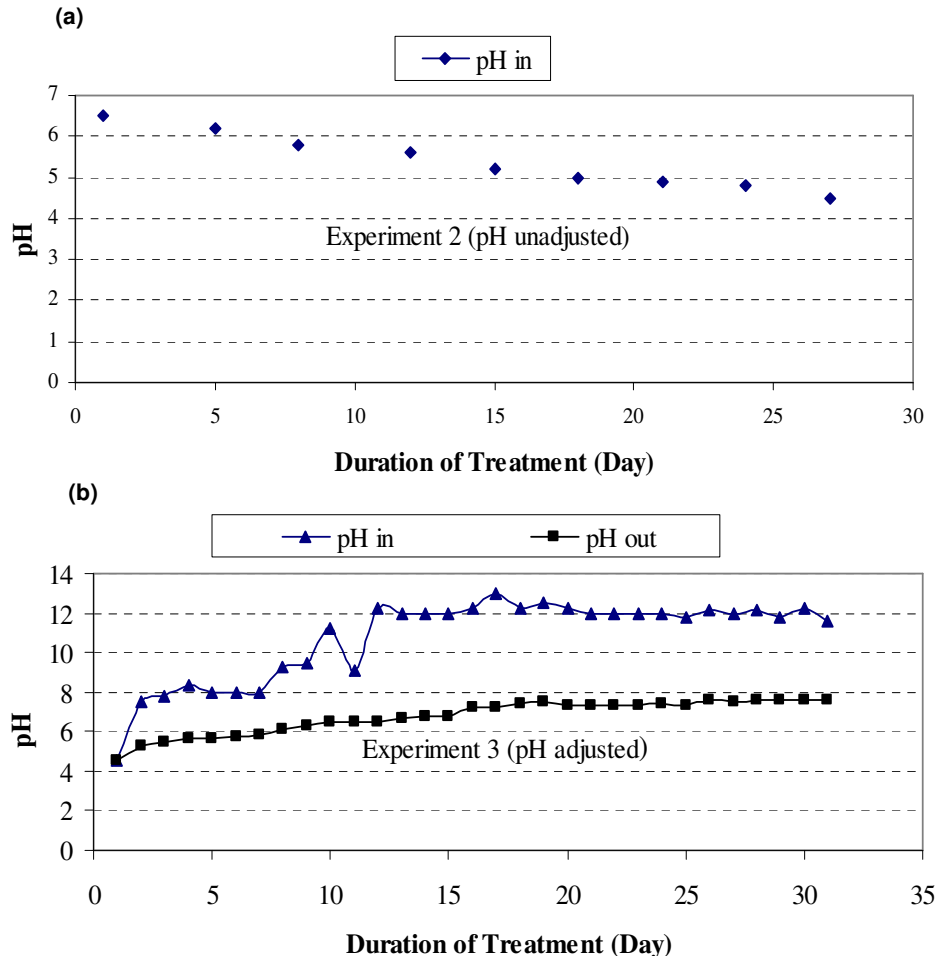 (a)
pH in
7
6
5
4
3
2
1
0
pH
Experiment 2 (pH unadjusted)
0 5 10 15 20 25 30
Duration of Treatment (Day)
(b)
pH in pH out
14
12
10
8
6
4
2
0
pH
Experiment 3 (pH adjusted)
0 5 10 15 20 25 30 35
Duration of Treatment (Day)